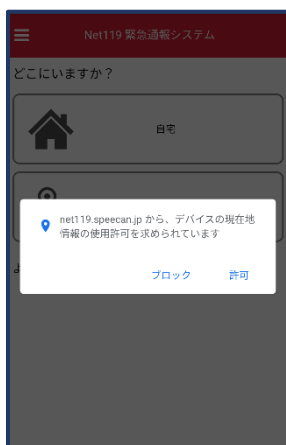 Net119 緊急通報システム
どこにいますか？
自宅
net119.speecan.jp から、デバイスの現在地
情報の使用許可を求められています
ブロック 許可
よ